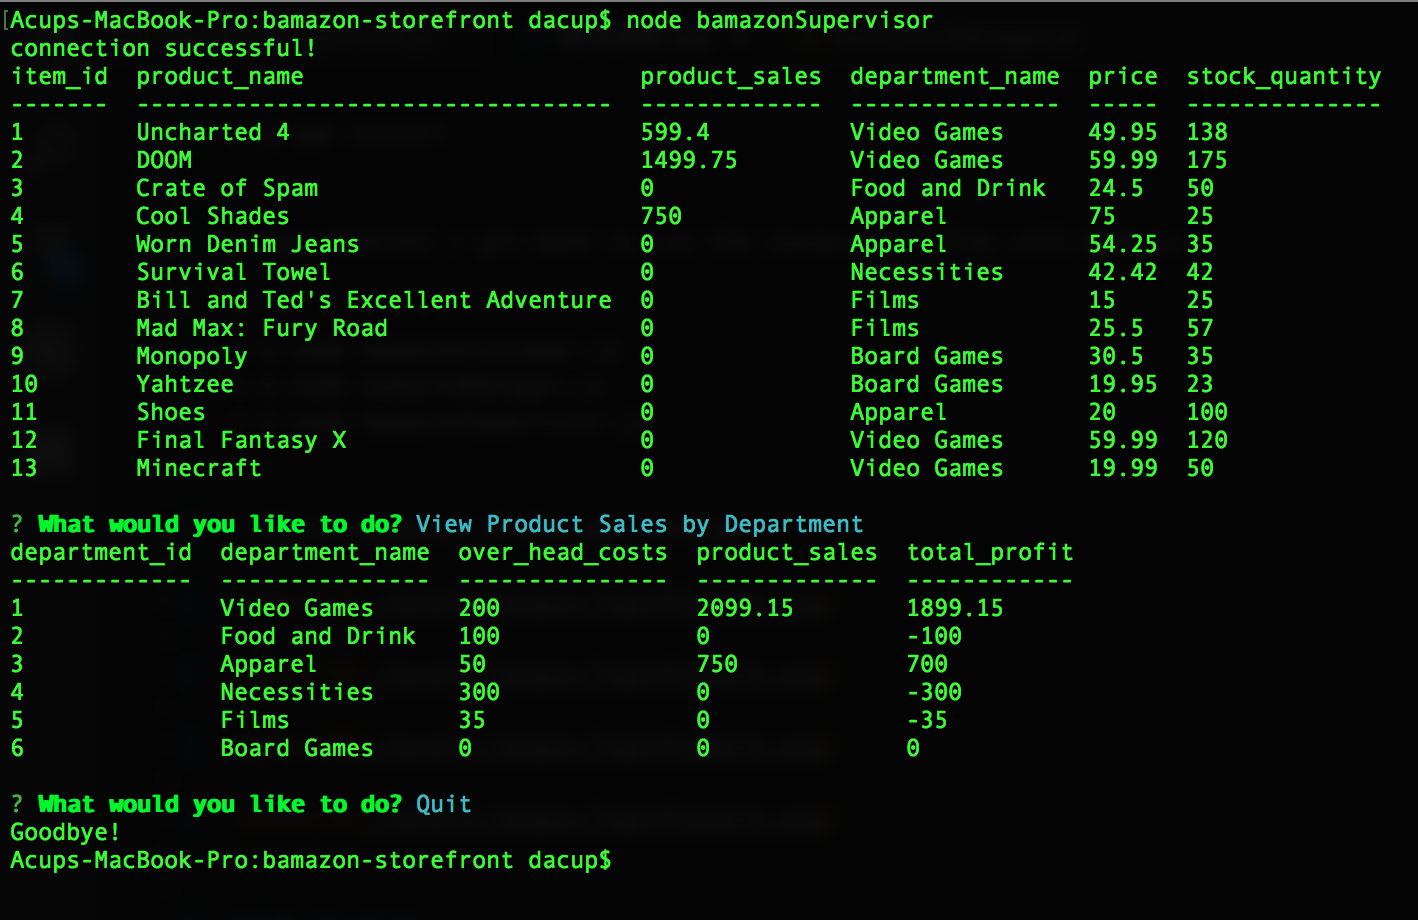 [Acups-MacBook-Pro:bamazon-storefront dacup$ node bamazonSupervisor
connection successful!
item_id  product_name                        product_sales  department_name  price  stock_quantity
-------  ----------------------------------  -------------  ---------------  -----  --------------
1        Uncharted 4                         599.4          Video Games      49.95  138
2        DOOM                                1499.75        Video Games      59.99  175
3        Crate of Spam                       0              Food and Drink   24.5   50
4        Cool Shades                         750            Apparel          75     25
5        Worn Denim Jeans                    0              Apparel          54.25  35
6        Survival Towel                      0              Necessities      42.42  42
7        Bill and Ted's Excellent Adventure  0              Films            15     25
8        Mad Max: Fury Road                  0              Films            25.5   57
9        Monopoly                            0              Board Games      30.5   35
10       Yahtzee                             0              Board Games      19.95  23
11       Shoes                               0              Apparel          20     100
12       Final Fantasy X                     0              Video Games      59.99  120
13       Minecraft                           0              Video Games      19.99  50
? What would you like to do? View Product Sales by Department
department_id  department_name  over_head_costs  product_sales  total_profit
-------------  ---------------  ---------------  -------------  ------------
1              Video Games      200              2099.15        1899.15
2              Food and Drink   100              0              -100
3              Apparel          50               750            700
4              Necessities      300              0              -300
5              Films            35               0              -35
6              Board Games      0                0              0
? What would you like to do? Quit
Goodbye!
Acups-MacBook-Pro:bamazon-storefront dacup$